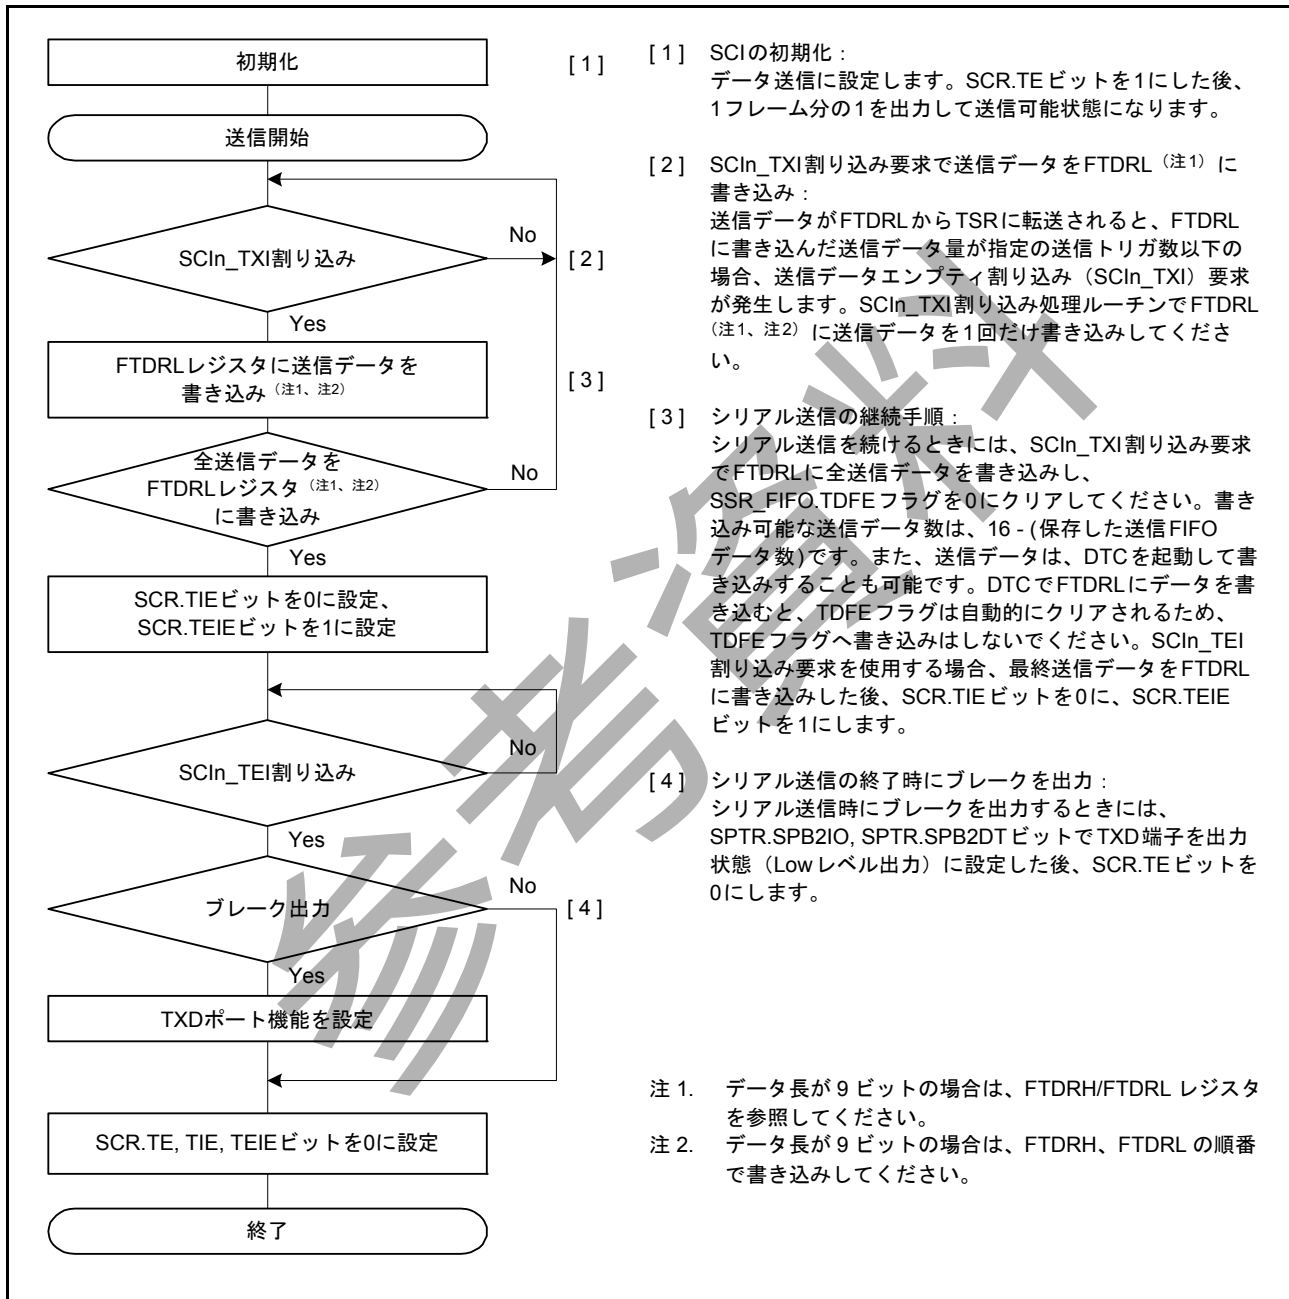 初期化
[ 1 ]
送信開始
SCIn_TXI割り込み
No
[ 2 ]
Yes
FTDRLレジスタに送信データを
書き込み（注1、注2）
[ 3 ]
全送信データを
FTDRLレジスタ（注1、注2）
に書き込み
No
Yes
SCR.TIEビットを0に設定、
SCR.TEIEビットを1に設定
SCIn_TEI割り込み
No
Yes
ブレーク出力
No
[ 4 ]
Yes
TXDポート機能を設定
SCR.TE, TIE, TEIEビットを0に設定
終了
[ 1 ] SCIの初期化：
データ送信に設定します。SCR.TEビットを1にした後、
1フレーム分の1を出力して送信可能状態になります。
[ 2 ] SCIn_TXI割り込み要求で送信データをFTDRL（注1）に
書き込み：
送信データがFTDRLからTSRに転送されると、FTDRL
に書き込んだ送信データ量が指定の送信トリガ数以下の
場合、送信データエンプティ割り込み（SCIn_TXI）要求
が発生します。SCIn_TXI割り込み処理ルーチンでFTDRL
（注1、注2）に送信データを1回だけ書き込みしてくださ
い。
[ 3 ] シリアル送信の継続手順：
シリアル送信を続けるときには、SCIn_TXI割り込み要求
でFTDRLに全送信データを書き込みし、
SSR_FIFO.TDFEフラグを0にクリアしてください。書き
込み可能な送信データ数は、16 - (保存した送信FIFO
データ数)です。また、送信データは、DTCを起動して書
き込みすることも可能です。DTCでFTDRLにデータを書
き込むと、TDFEフラグは自動的にクリアされるため、
TDFEフラグへ書き込みはしないでください。SCIn_TEI
割り込み要求を使用する場合、最終送信データをFTDRL
に書き込みした後、SCR.TIEビットを0に、SCR.TEIE
ビットを1にします。
[ 4 ] シリアル送信の終了時にブレークを出力：
シリアル送信時にブレークを出力するときには、
SPTR.SPB2IO, SPTR.SPB2DTビットでTXD端子を出力
状態（Lowレベル出力）に設定した後、SCR.TEビットを
0にします。
注 1. データ長が 9 ビットの場合は、FTDRH/FTDRL レジスタ
を参照してください。
注 2. データ長が 9 ビットの場合は、FTDRH、FTDRL の順番
で書き込みしてください。
参考資料